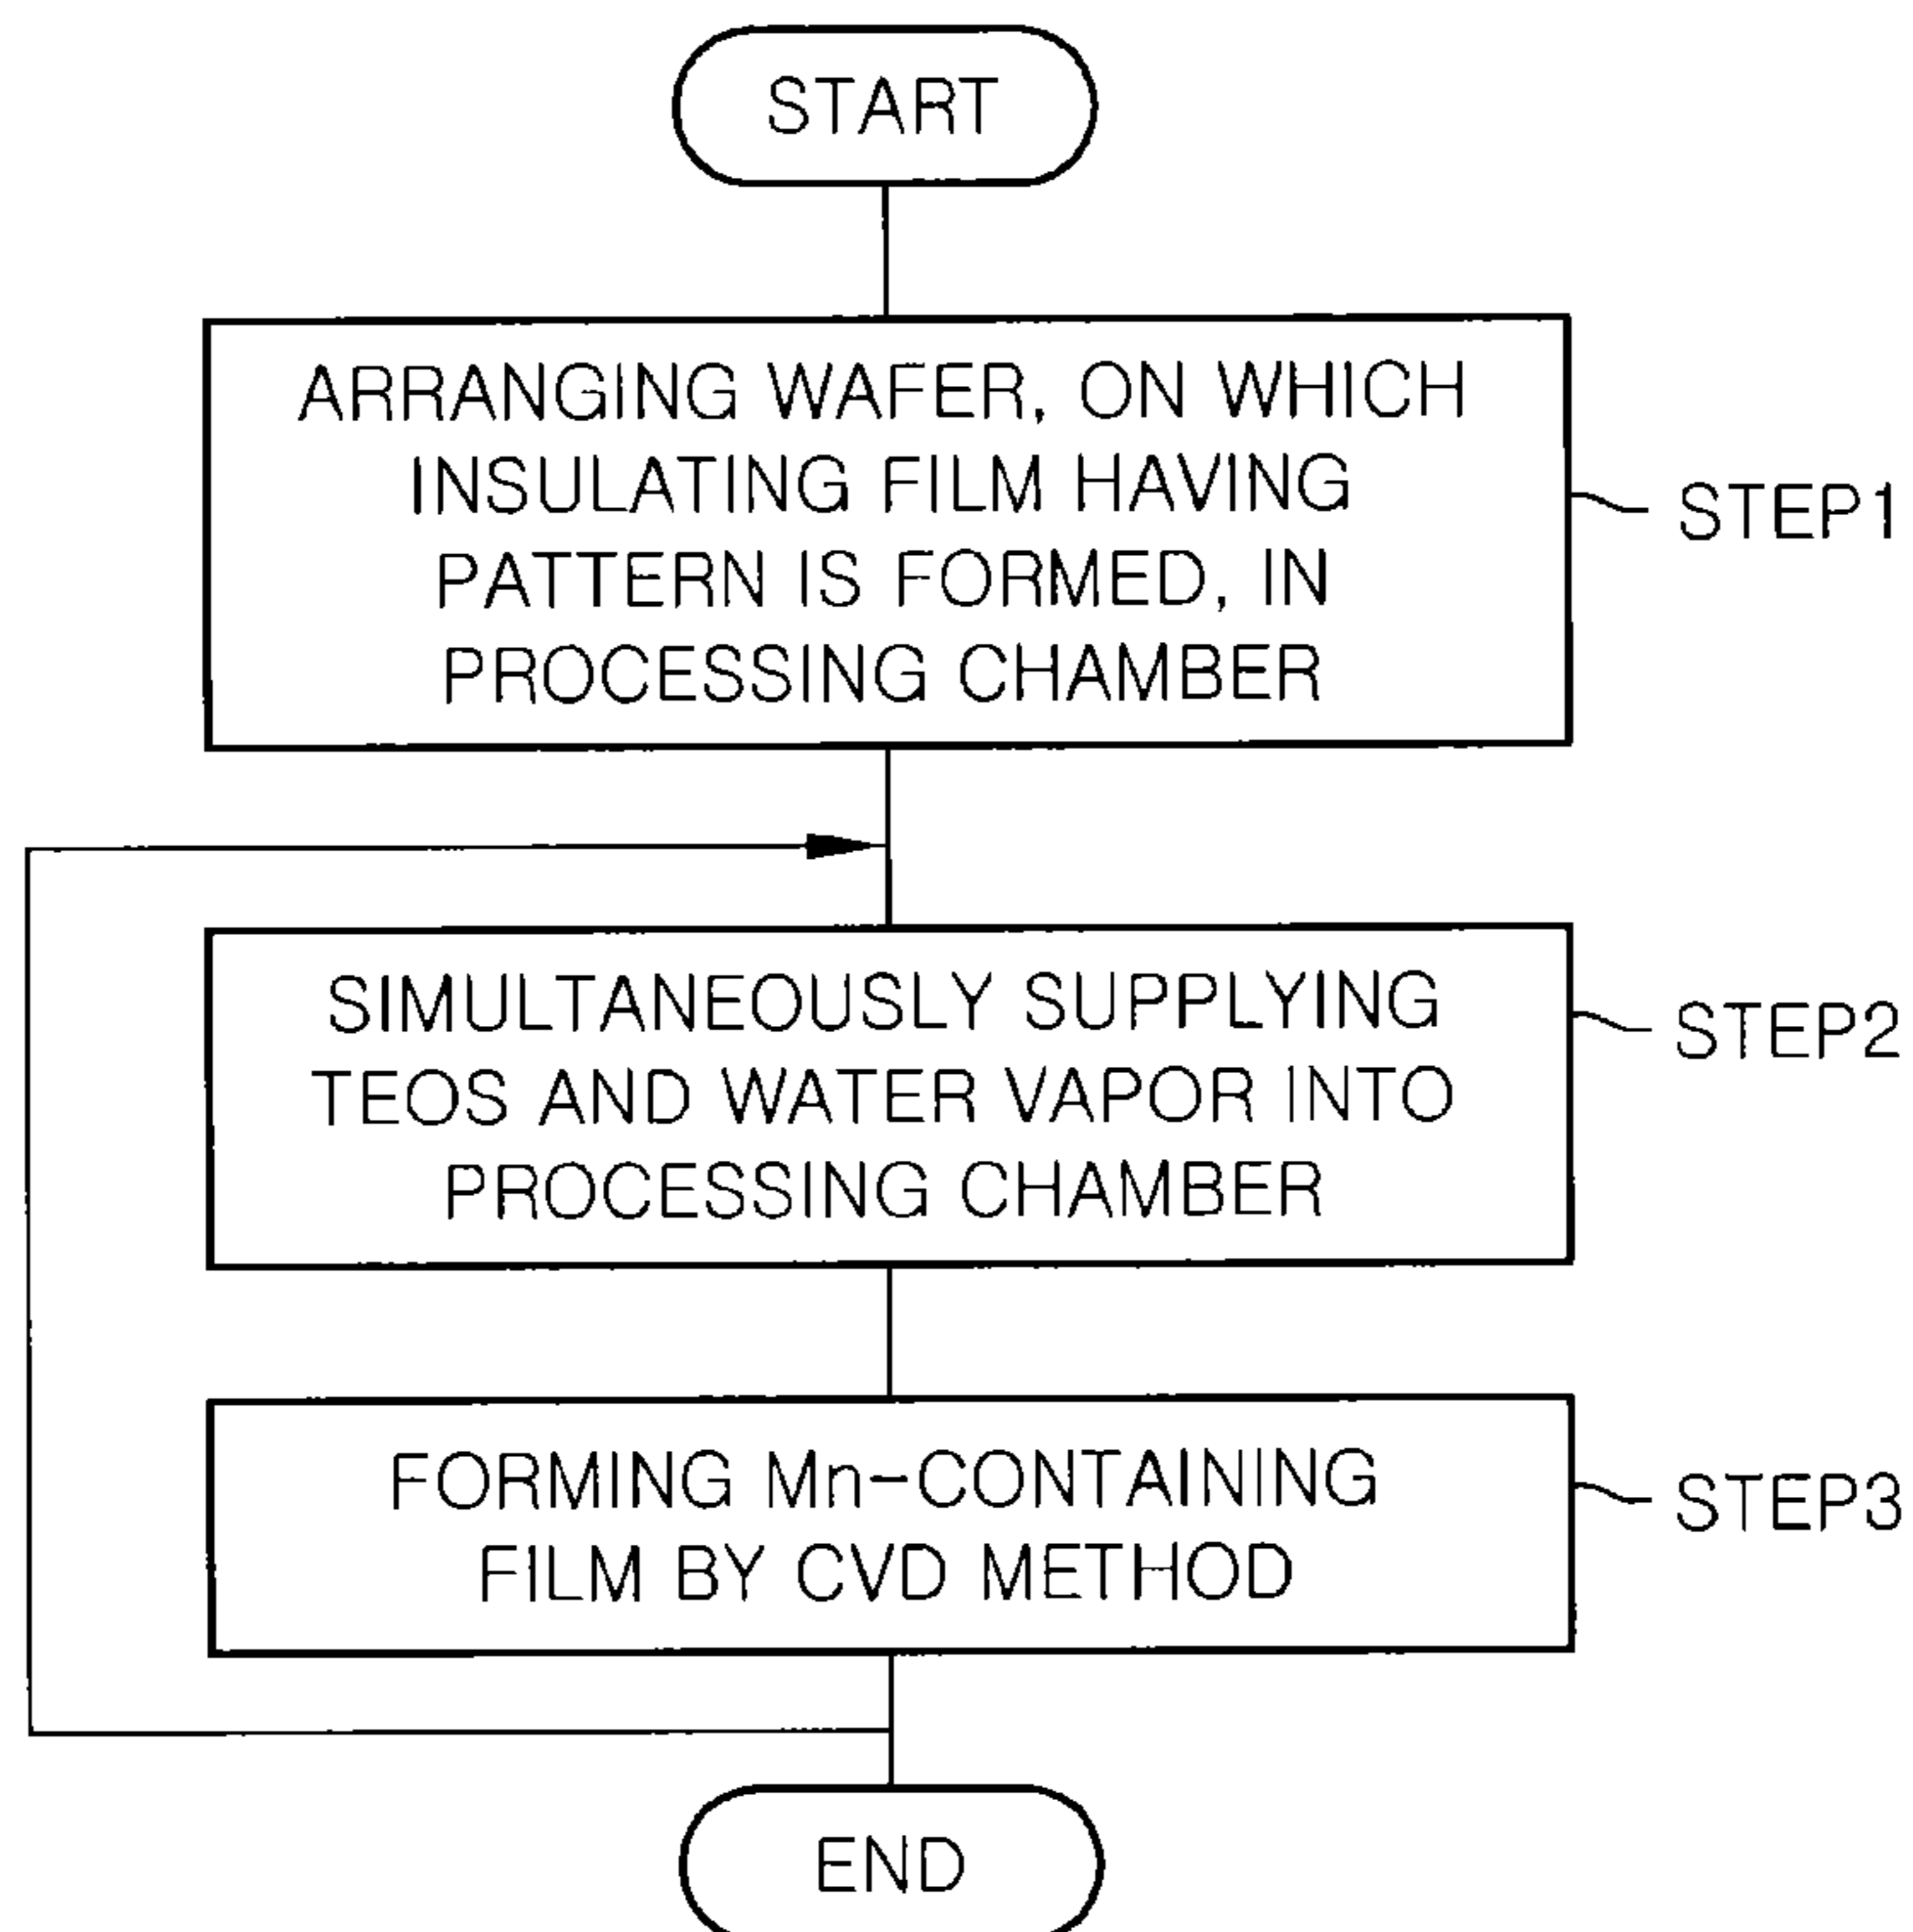 START
ARRANGING WAFER, ON WHICH
INSULATING FILM HAVING
PATTERN IS FORMED, IN
PROCESSING CHAMBER
STEP1
SIMULTANEOUSLY SUPPLYING
TEOS AND WATER VAPOR INTO
PROCESSING CHAMBER
STEP2
FORMING Mn-CONTAINING
FILM BY CVD METHOD
STEP3
END